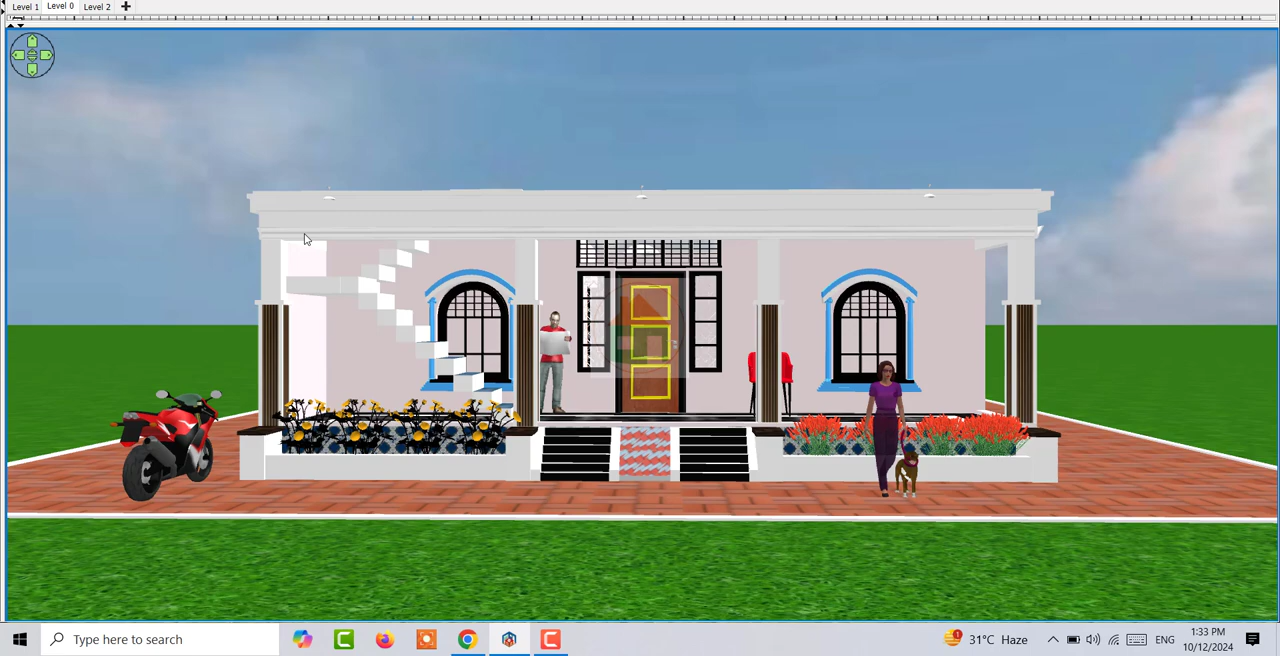 Level 1 Level 0 Level 2
Type here to search
31°C Haze
ENG
1:33 PM
10/12/2024